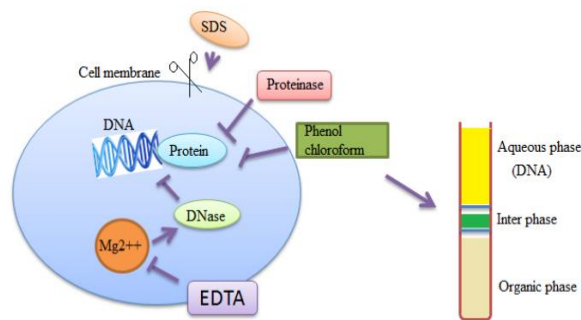 SDS
Cell membrane
Proteinase
DNA
Protein
Phenol
chloroform
DNase
Mg2++
EDTA
Aqueous phase
(DNA)
Inter phase
Organic phase